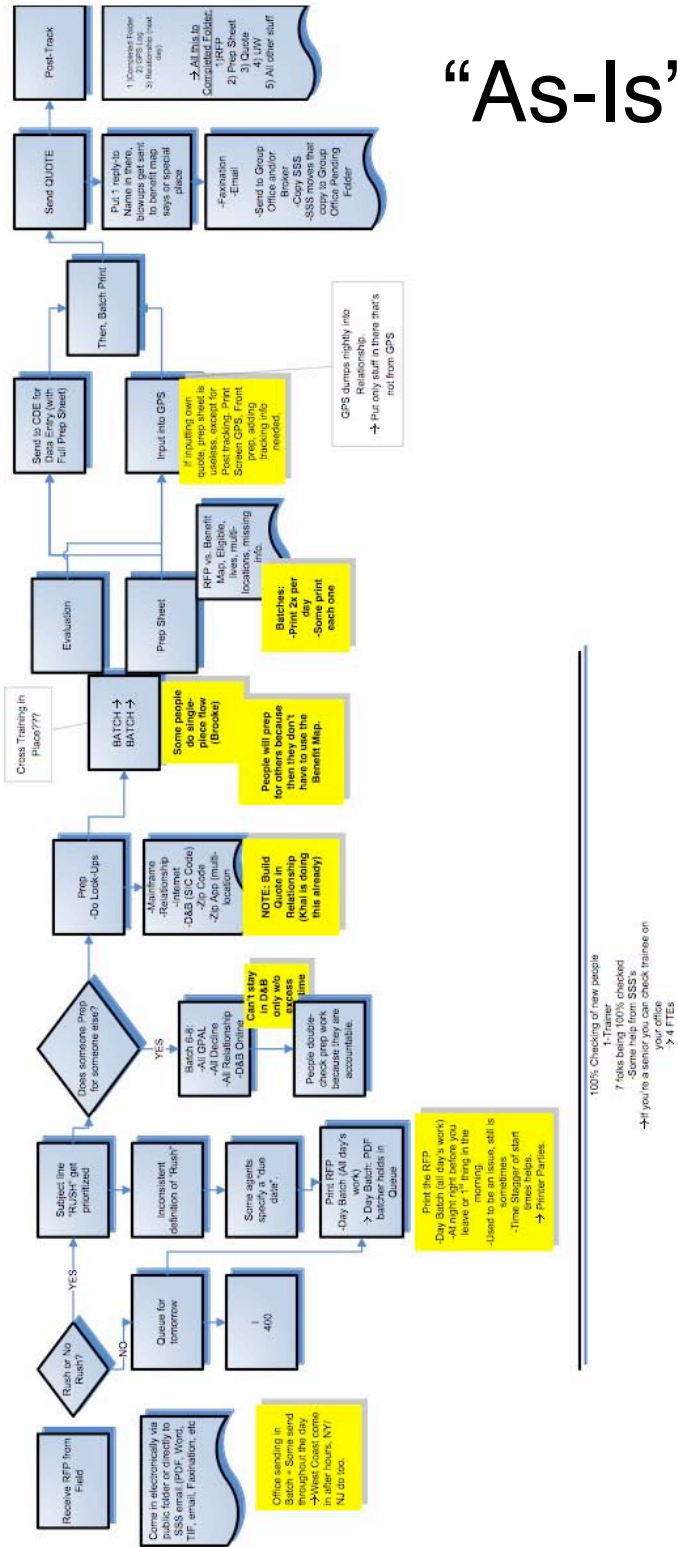 "As-Is'
Receive RFP from
Field
Come in electronically via
public folder or directly to
SSS email.(PDF, Word,
TIF, email, Faxination, etc
Office sending in
Batch + Some send
throughout the day
→West Coast come
in after hours, NY/
NJ do too.
Rush or No
Rush?
YES
NO
Queue for
tomorrow
I
400
Subject line
"RUSH" get
prioritized
Inconsistent
definition of "Rush"
Some agents
specify a "due
date".
Print RFP
-Day Batch (All day's
work)
→ Day Batch: PDF
batcher holds in
Queue
Print the RFP
-Day Batch (all day's work)
-At night right before you
leave or 1st thing in the
morning.
-Used to be an issue, still is
sometimes
-Time Stagger of start
times helps.
→ Printer Parties.
Does someone Prep
for someone else?
YES
Batch 6-8:
-All QPAL
-All Decline
-All Relationship
-D&B Online
Can't stay
in D&B
only w/o
excess
time
People double-
check prep work
because they are
accountable.
Prep
-Do Look-Ups
-Mainframe
-Relationship
-Internet
-D&B (SIC Code)
-Zip Code
-Zip App (multi-
location
NOTE: Build
Quote in
Relationship
(Khai is doing
this already)
Cross Training in
Place???
BATCH →
BATCH →
Some people
do single-
piece flow
(Brooke)
People will prep
for others because
then they don't
have to use the
Benefit Map.
Evaluation
Prep Sheet
RFP vs. Benefit
Map, Eligible,
lives, multi-
locations, missing
info.
Batches:
-Print 2x per
day
-Some print
each one
Send to CDE for
Data Entry (with
Full Prep Sheet)
Input into GPS
If inputting own
quote, prep sheet is
useless, except for
Post tracking. Print
Screen GPS. Front
prep, adding
tracking info
needed.
GPS dumps nightly into
Relationship.
→ Put only stuff in there that's
not from GPS
Then, Batch Print
Send QUOTE
Put 1 reply-to
Name in there,
blowups get sent
to benefit map
says or special
place
-Faxination
-Email
-Send to Group
Office and/or
Broker
-Copy SSS
-SSS moves that
copy to Group
Office Pending
Folder
Post-Track
1 )Completed Folder
2) GPS Log
3) Relationship (next
day)
→ All this to
Completed Folder:
1)RFP
2) Prep Sheet
3) Quote
4) UW
5) All other stuff
100% Checking of new people
1-Trainer
7 folks being 100% checked
-Some help from SSS's
→If you're a senior you can check trainee on
your office
> 4 FTEs